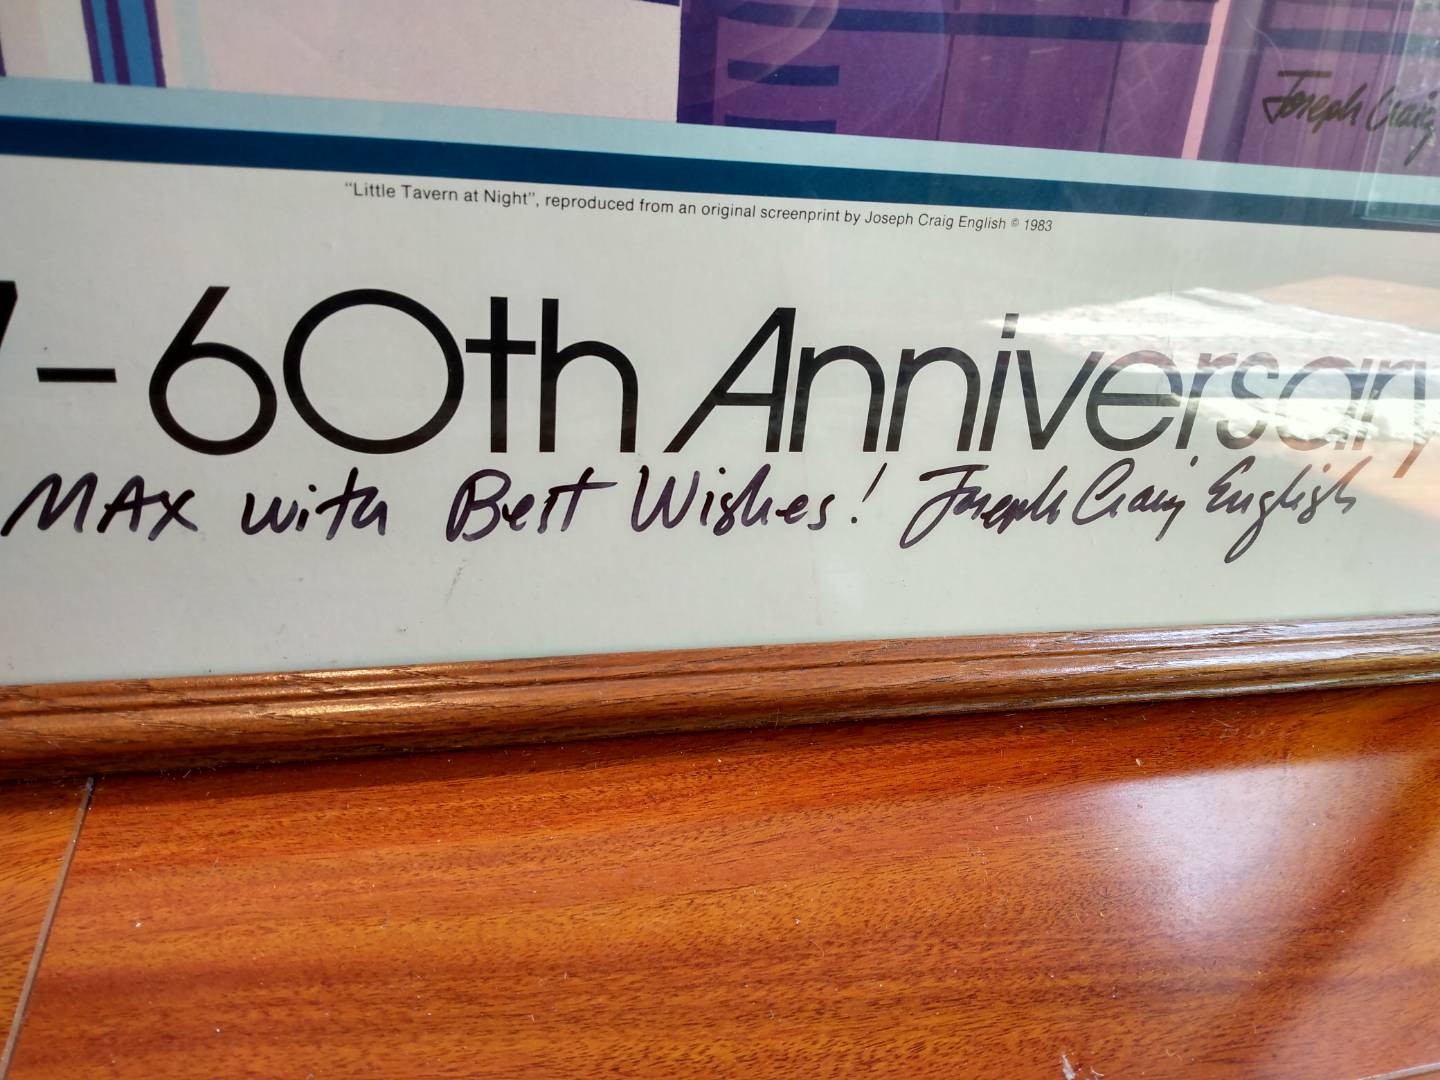 Joseph Craig
"Little Tavern at Night", reproduced from an original screenprint by Joseph Craig English © 1983
-60th Anniversary
MAX with Best Wishes! Joseph Craig English